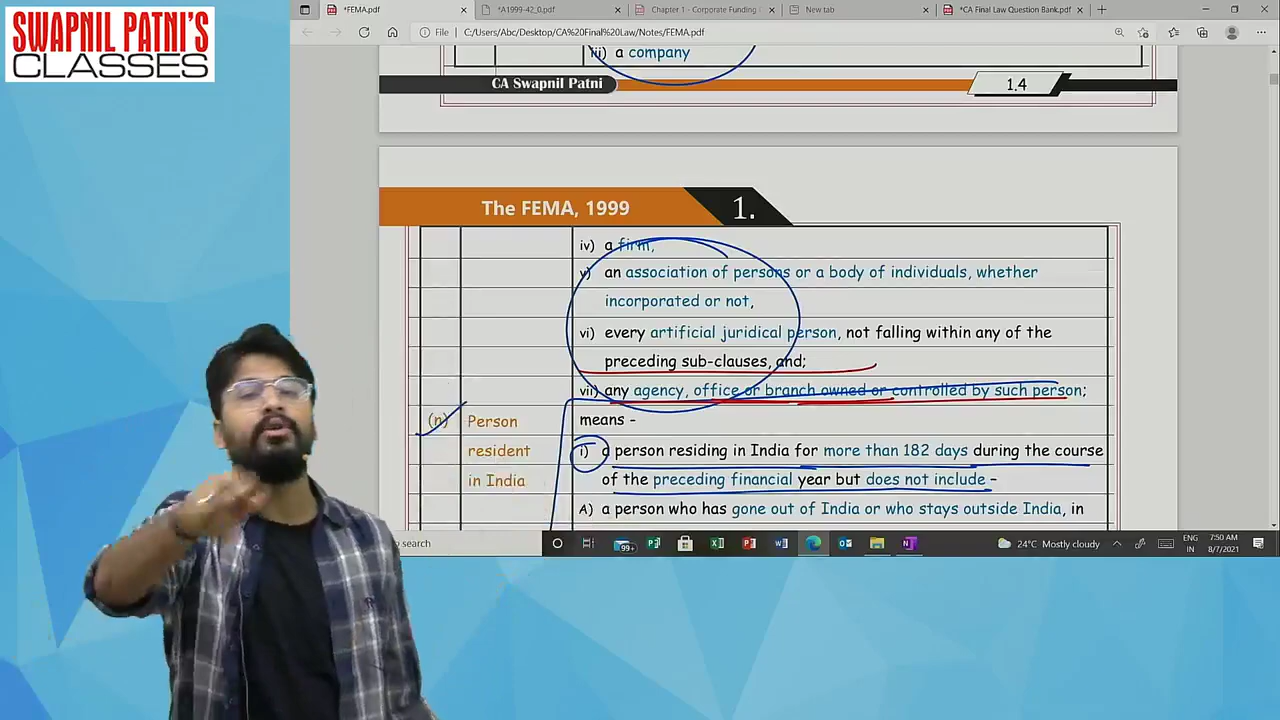 SWAPNIL PATNI'S
CLASSES
*FEMA.pdf
*A1999-42_0.pdf
Chapter 1 - Corporate Funding
New tab
*CA Final Law Question Bank.pdf
File
C:/Users/Abc/Desktop/CA%20Final%20Law/Notes/FEMA.pdf
iii) a company
CA Swapnil Patni
1.4
The FEMA, 1999
1.
iv) a firm,
v) an association of persons or a body of individuals, whether
incorporated or not,
vi) every artificial juridical person, not falling within any of the
preceding sub-clauses, and;
vii) any agency, office or branch owned or controlled by such person;
(n) Person means -
resident i) a person residing in India for more than 182 days during the course
in India of the preceding financial year but does not include -
A) a person who has gone out of India or who stays outside India, in
o search
99+
24°C Mostly cloudy
ENG
IN
7:50 AM
8/7/2021